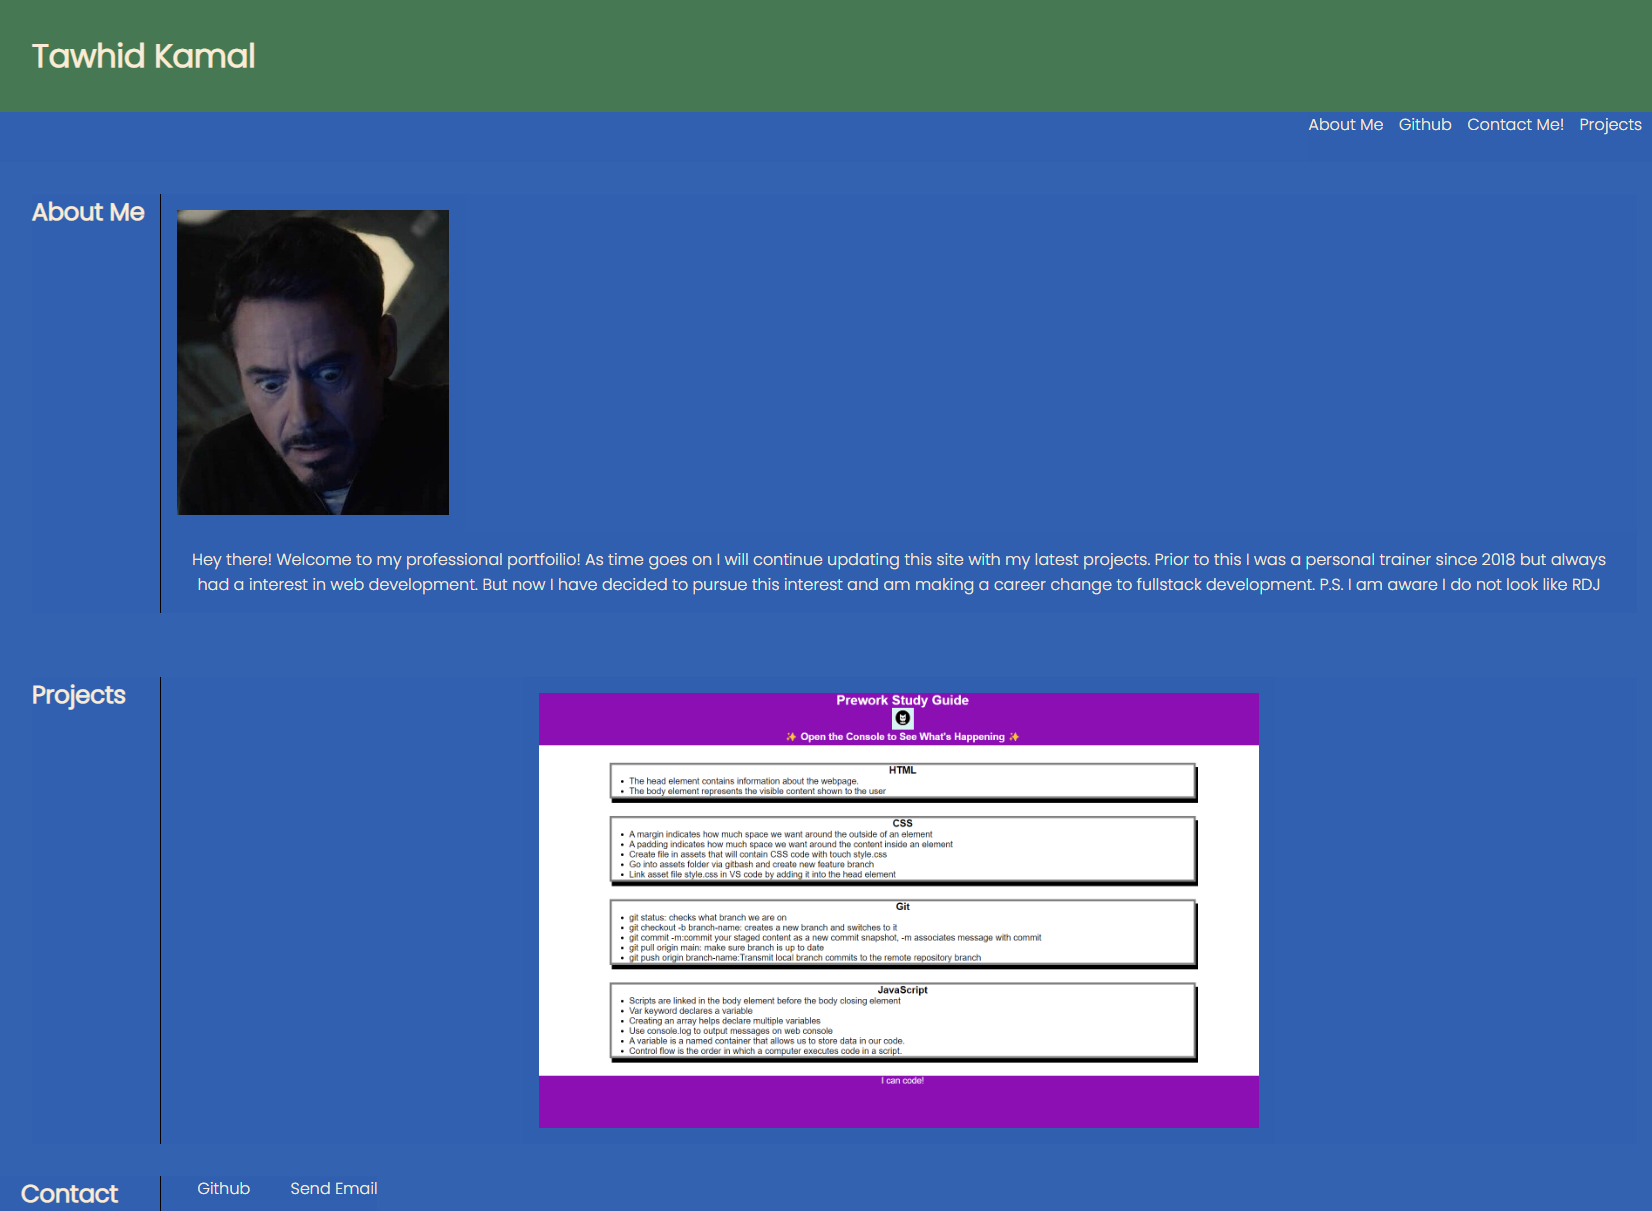 Tawhid Kamal
About Me Github Contact Me! Projects
About Me
Hey there! Welcome to my professional portfoilio! As time goes on I will continue updating this site with my latest projects. Prior to this I was a personal trainer since 2018 but always
had a interest in web development. But now I have decided to pursue this interest and am making a career change to fullstack development. P.S. I am aware I do not look like RDJ
Projects
Prework Study Guide
✨ Open the Console to See What's Happening ✨
HTML
• The head element contains information about the webpage.
• The body element represents the visible content shown to the user
CSS
• A margin indicates how much space we want around the outside of an element
• A padding indicates how much space we want around the content inside an element
• Create file in assets that will contain CSS code with touch style.css
• Go into assets folder via gitbash and create new feature branch
• Link asset file style.css in VS code by adding it into the head element
Git
• git status: checks what branch we are on
• git checkout -b branch-name: creates a new branch and switches to it
• git commit -m:commit your staged content as a new commit snapshot, -m associates message with commit
• git pull origin main: make sure branch is up to date
• git push origin branch-name:Transmit local branch commits to the remote repository branch
JavaScript
• Scripts are linked in the body element before the body closing element
• Var keyword declares a variable
• Creating an array helps declare multiple variables
• Use console.log to output messages on web console
• A variable is a named container that allows us to store data in our code.
• Control flow is the order in which a computer executes code in a script.
I can code!
Contact
Github Send Email